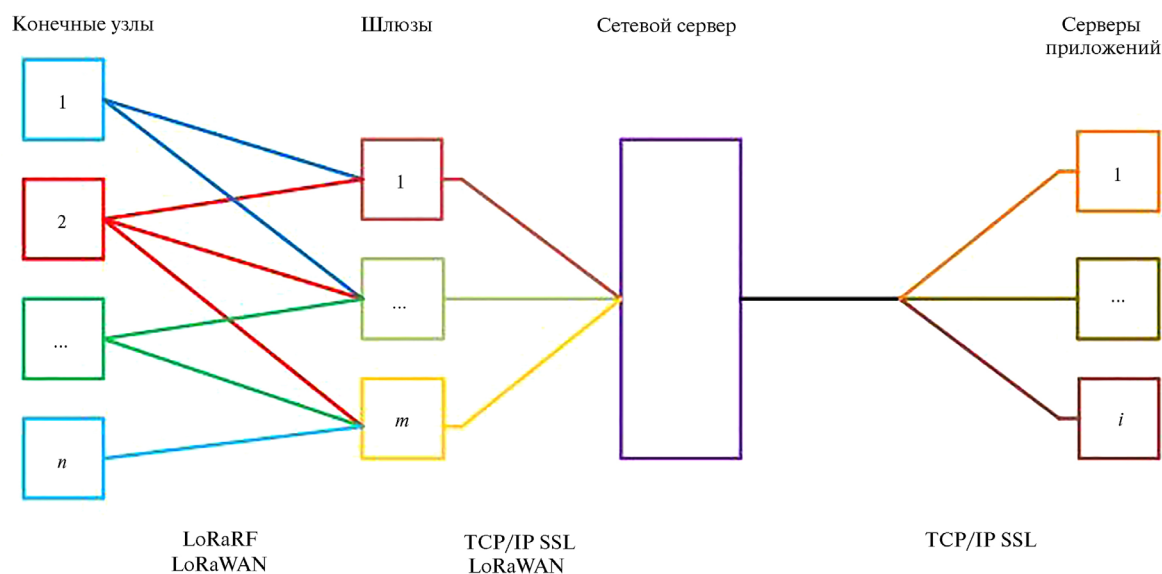 Конечные узлы
Шлюзы
Сетевой сервер
Серверы
приложений
1
2
...
n
1
...
m
1
...
i
LoRaRF
LoRaWAN
TCP/IP SSL
LoRaWAN
TCP/IP SSL